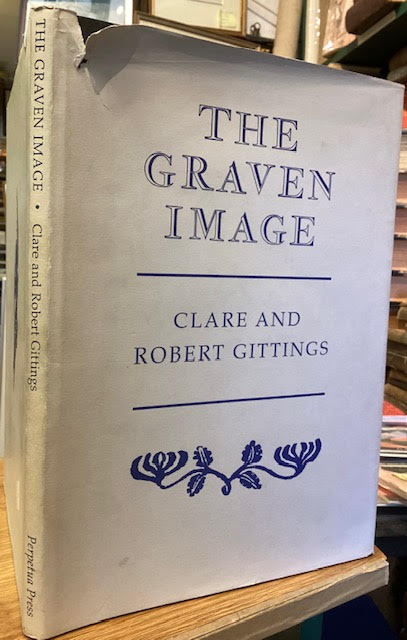 THE GRAVEN IMAGE • Clare and Robert Gittings
Perpetua Press
THE
GRAVEN
IMAGE
CLARE AND
ROBERT GITTINGS